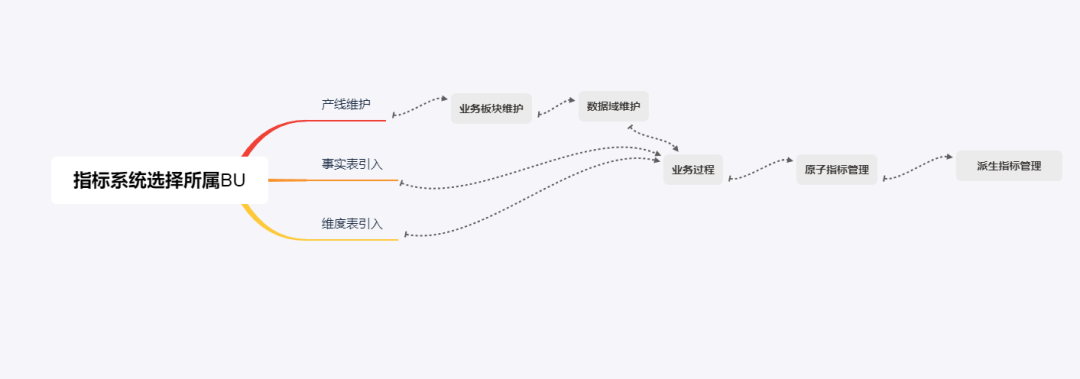 指标系统选择所属BU
产线维护
业务板块维护
数据域维护
事实表引入
维度表引入
业务过程
原子指标管理
派生指标管理